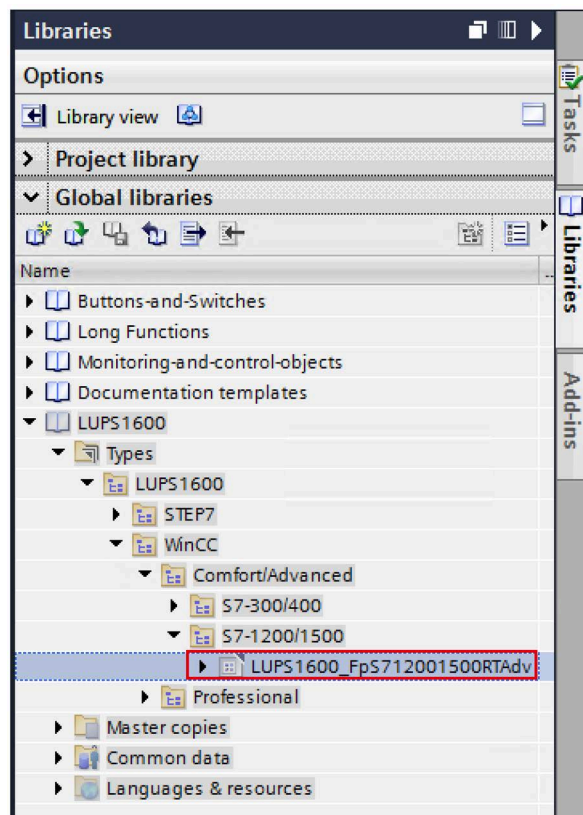 Libraries
Options
Library view
Project library
Global libraries
Name
Buttons-and-Switches
Long Functions
Monitoring-and-control-objects
Documentation templates
LUPS1600
Types
LUPS1600
STEP7
WinCC
Comfort/Advanced
S7-300/400
S7-1200/1500
LUPS1600_FpS712001500RTAdv
Professional
Master copies
Common data
Languages & resources
Tasks
Libraries
Add-ins